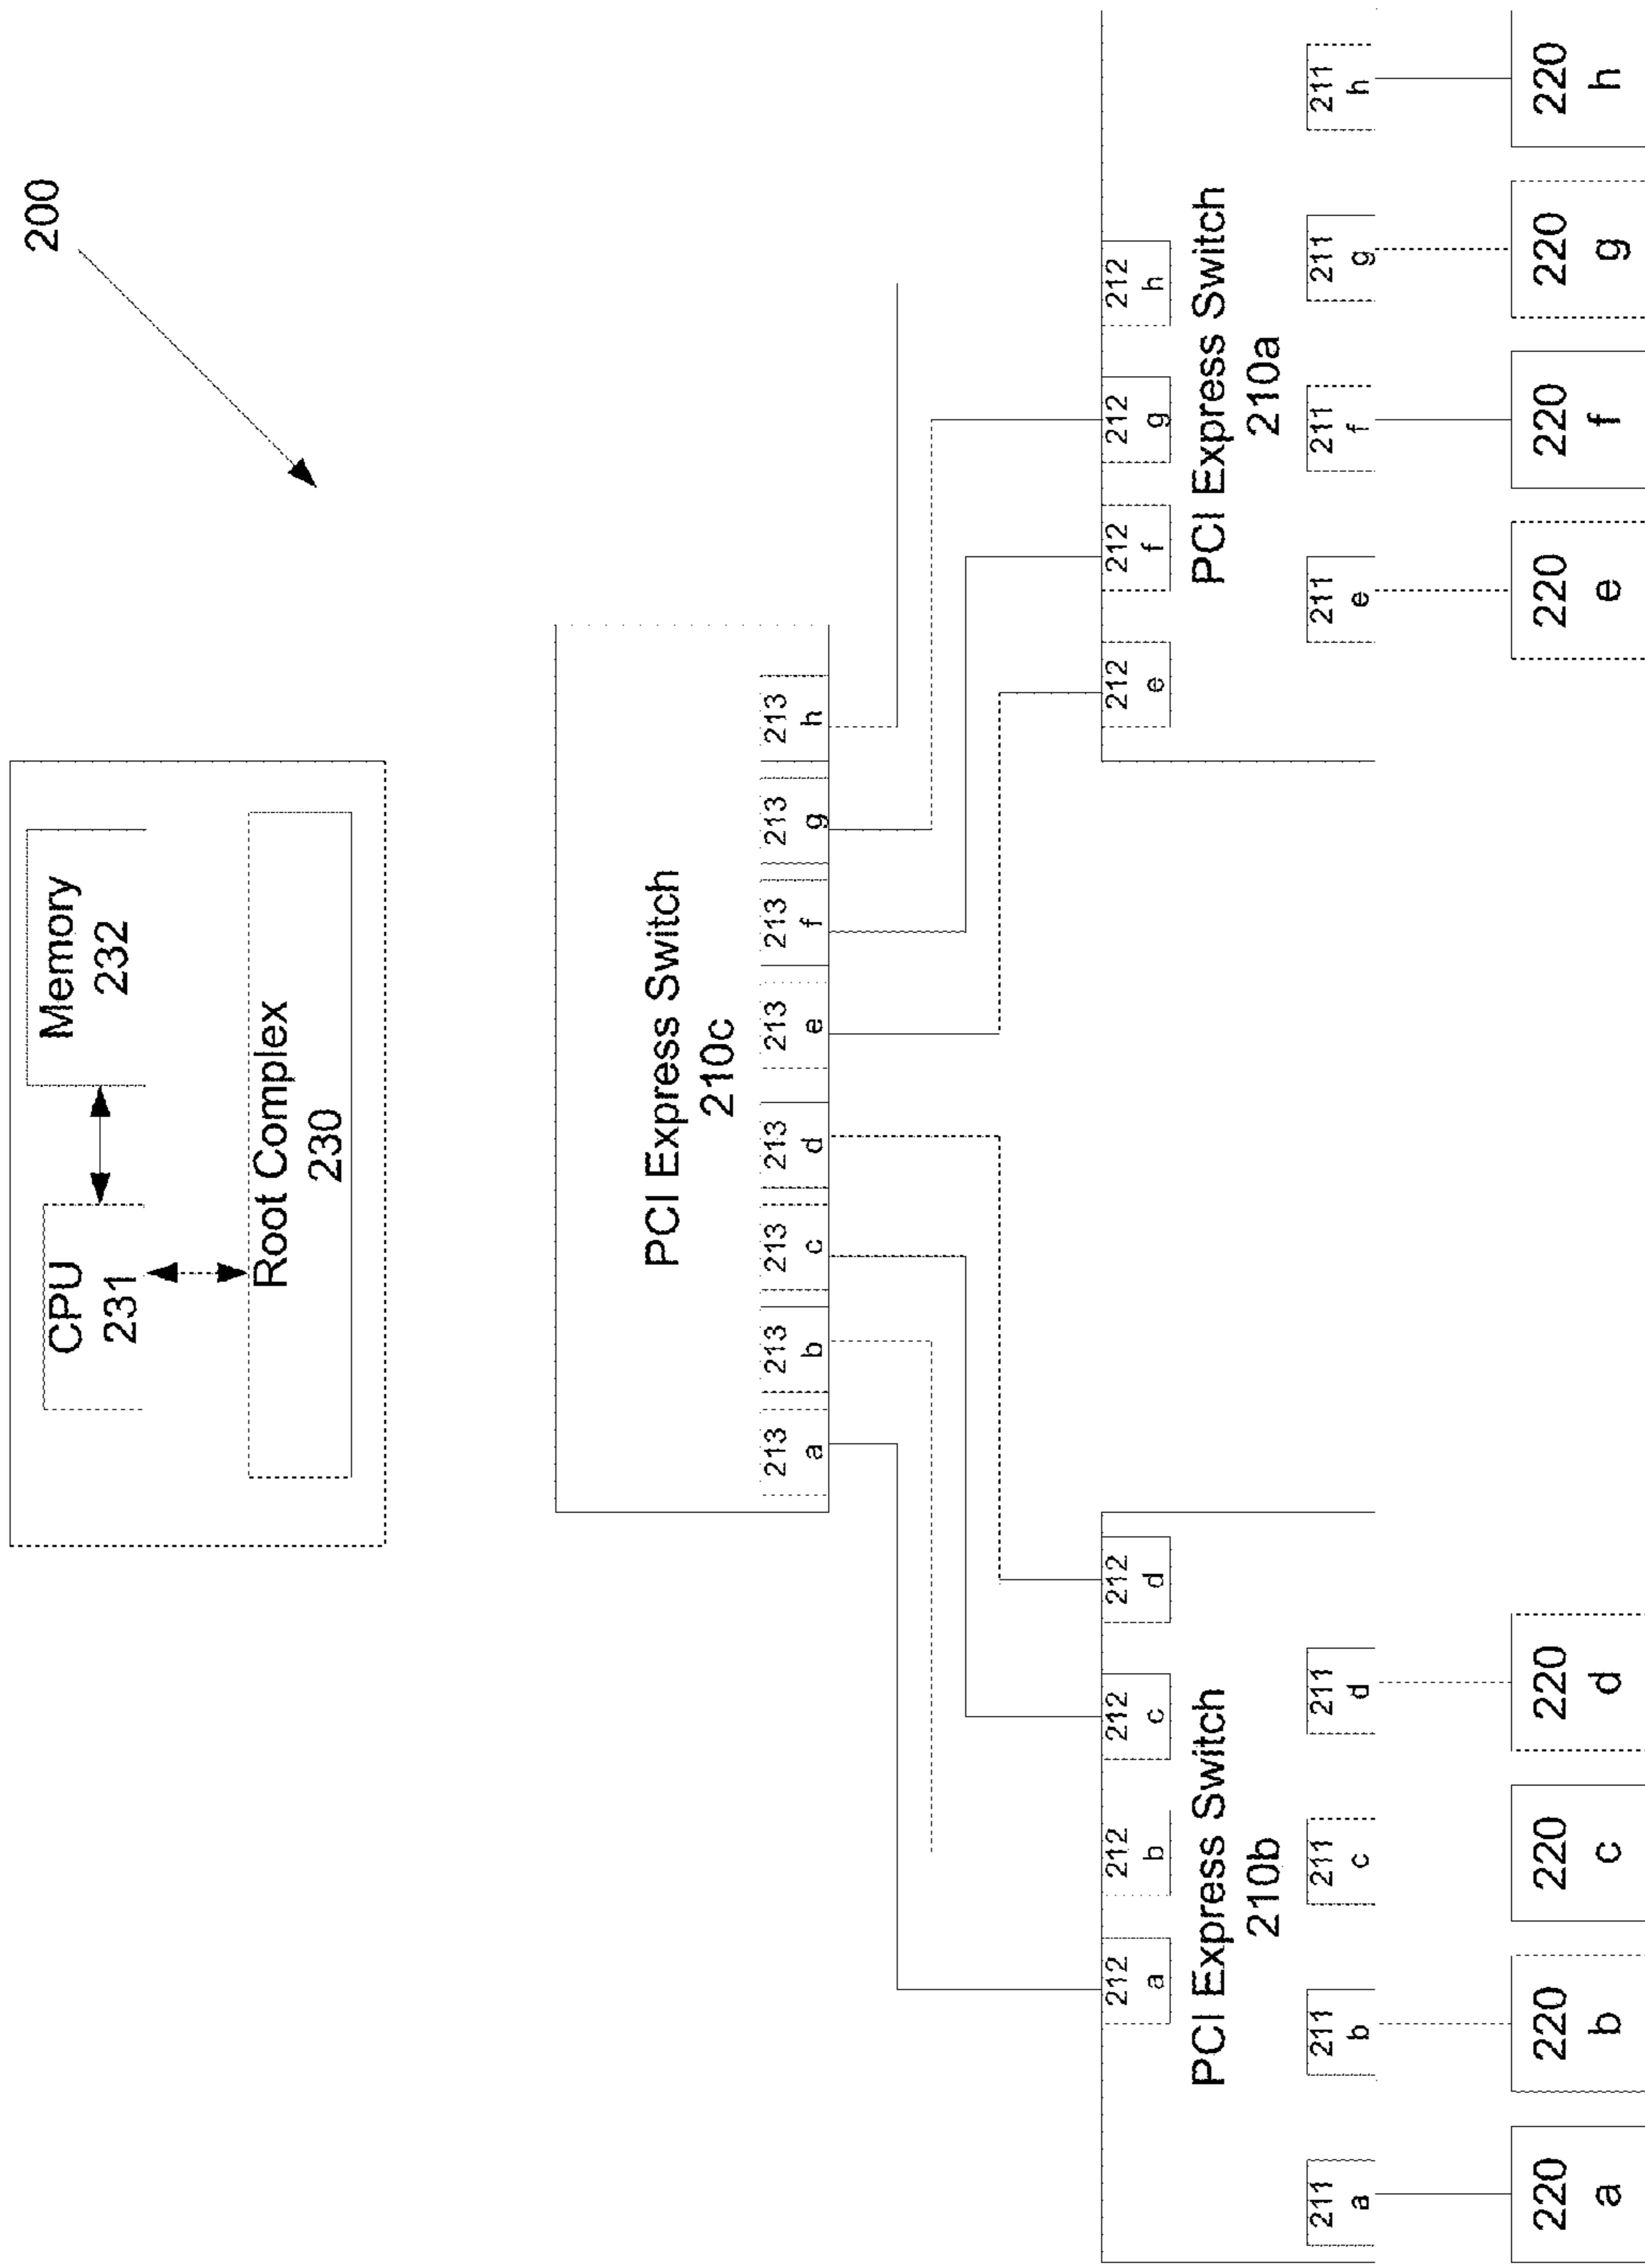 200
CPU
231
Memory
232
Root Complex
230
PCI Express Switch
210c
213
a
213
b
213
c
213
d
213
e
213
f
213
g
213
h
212
a
212
b
212
c
212
d
PCI Express Switch
210b
211
a
211
b
211
c
211
d
212
e
212
f
212
g
212
h
PCI Express Switch
210a
211
e
211
f
211
g
211
h
220
a
220
b
220
c
220
d
220
e
220
f
220
g
220
h